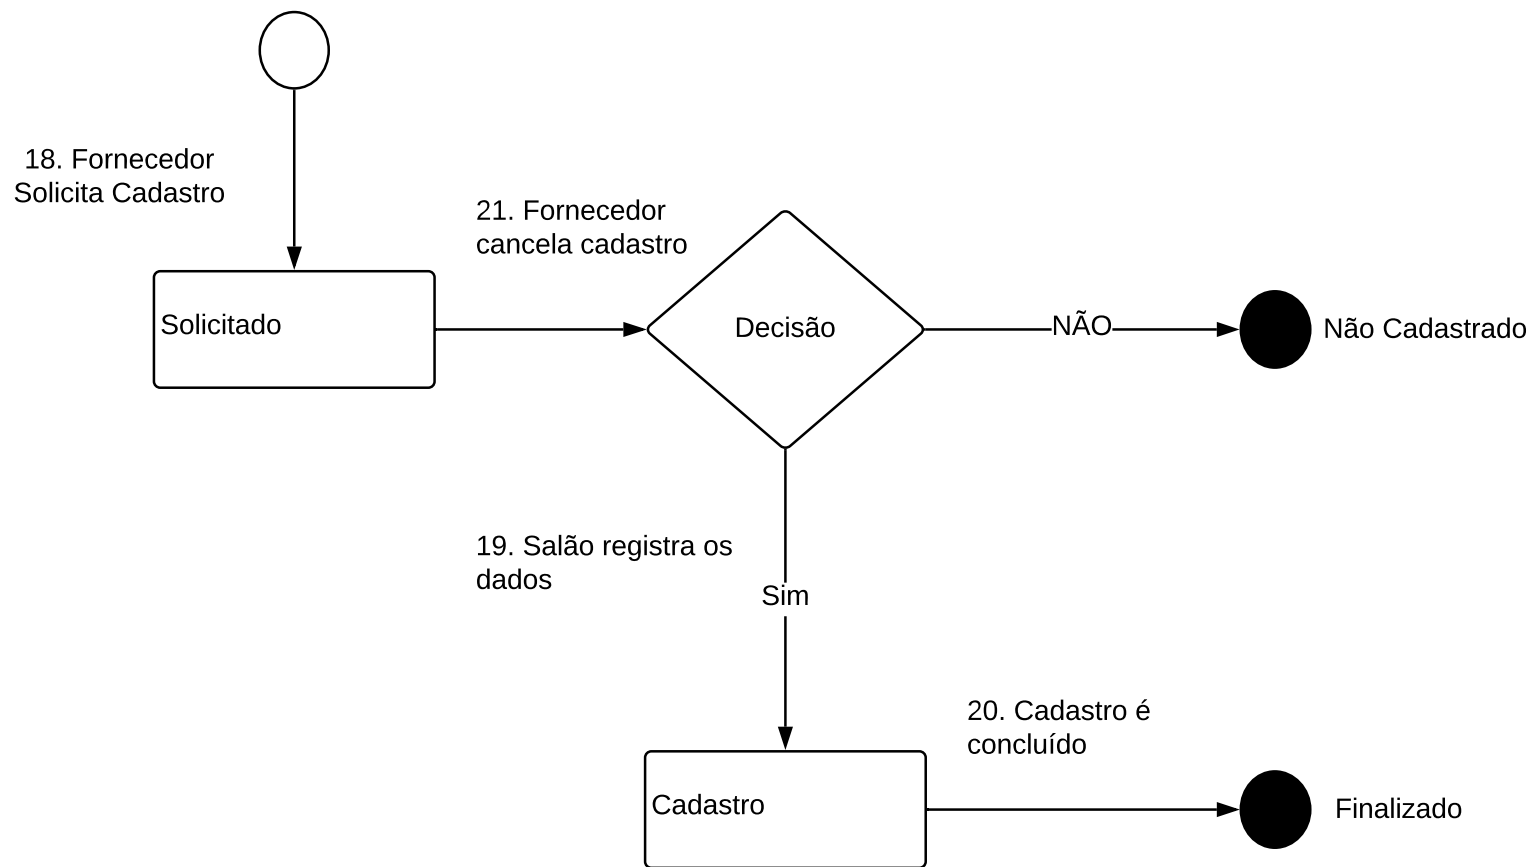 18. Fornecedor
Solicita Cadastro
21. Fornecedor
cancela cadastro
Solicitado
Decisão
NÃO
Não Cadastrado
19. Salão registra os
dados
Sim
20. Cadastro é
concluído
Cadastro
Finalizado